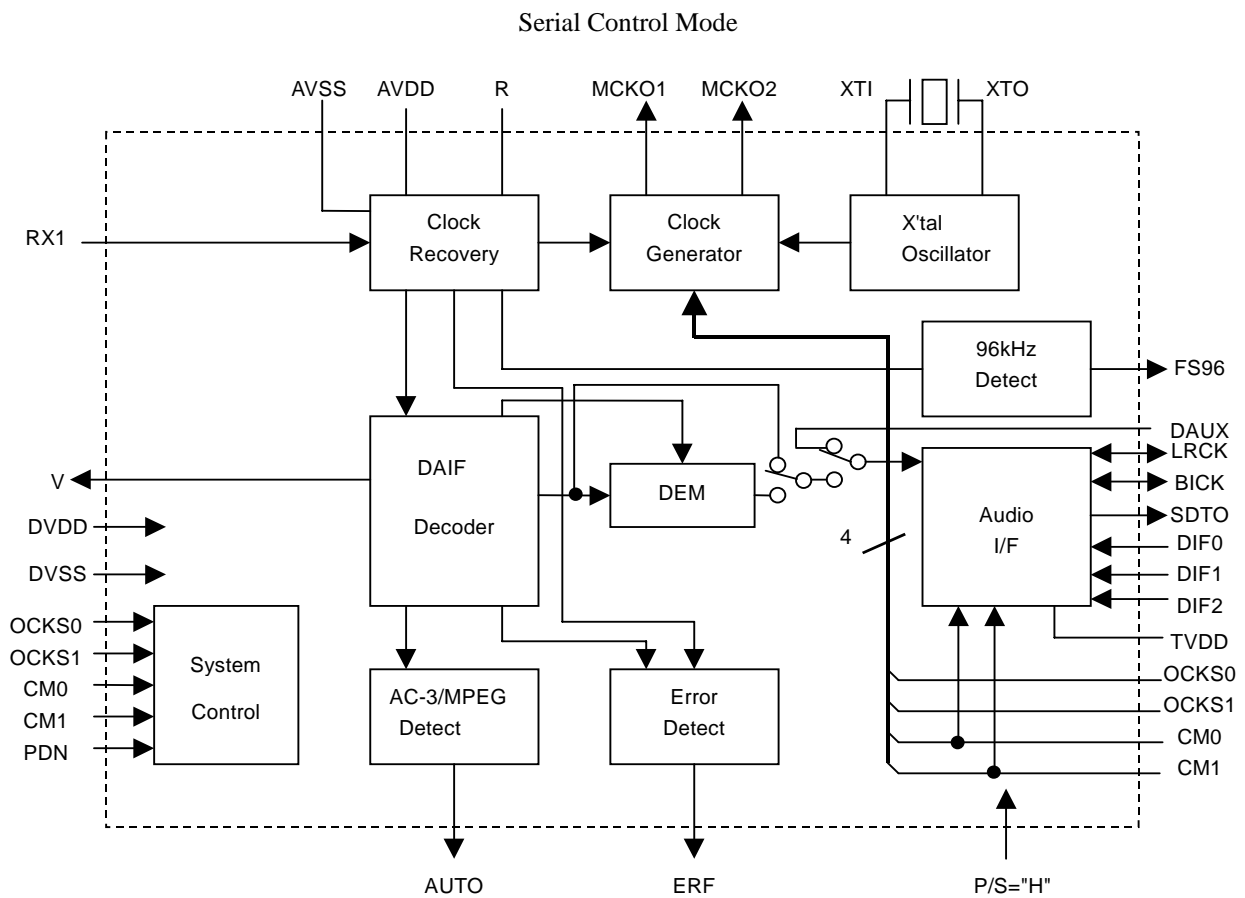 Serial Control Mode
AVSS AVDD R MCKO1 MCKO2 XTI XTO
RX1
Clock
Recovery
Clock
Generator
X'tal
Oscillator
96kHz
Detect
FS96
DAUX
LRCK
BICK
SDTO
DIF0
DIF1
DIF2
TVDD
OCKS0
OCKS1
CM0
CM1
V
DAIF
Decoder
DEM
4
Audio
I/F
DVDD
DVSS
OCKS0
OCKS1
CM0
CM1
PDN
System
Control
AC-3/MPEG
Detect
Error
Detect
AUTO
ERF
P/S="H"